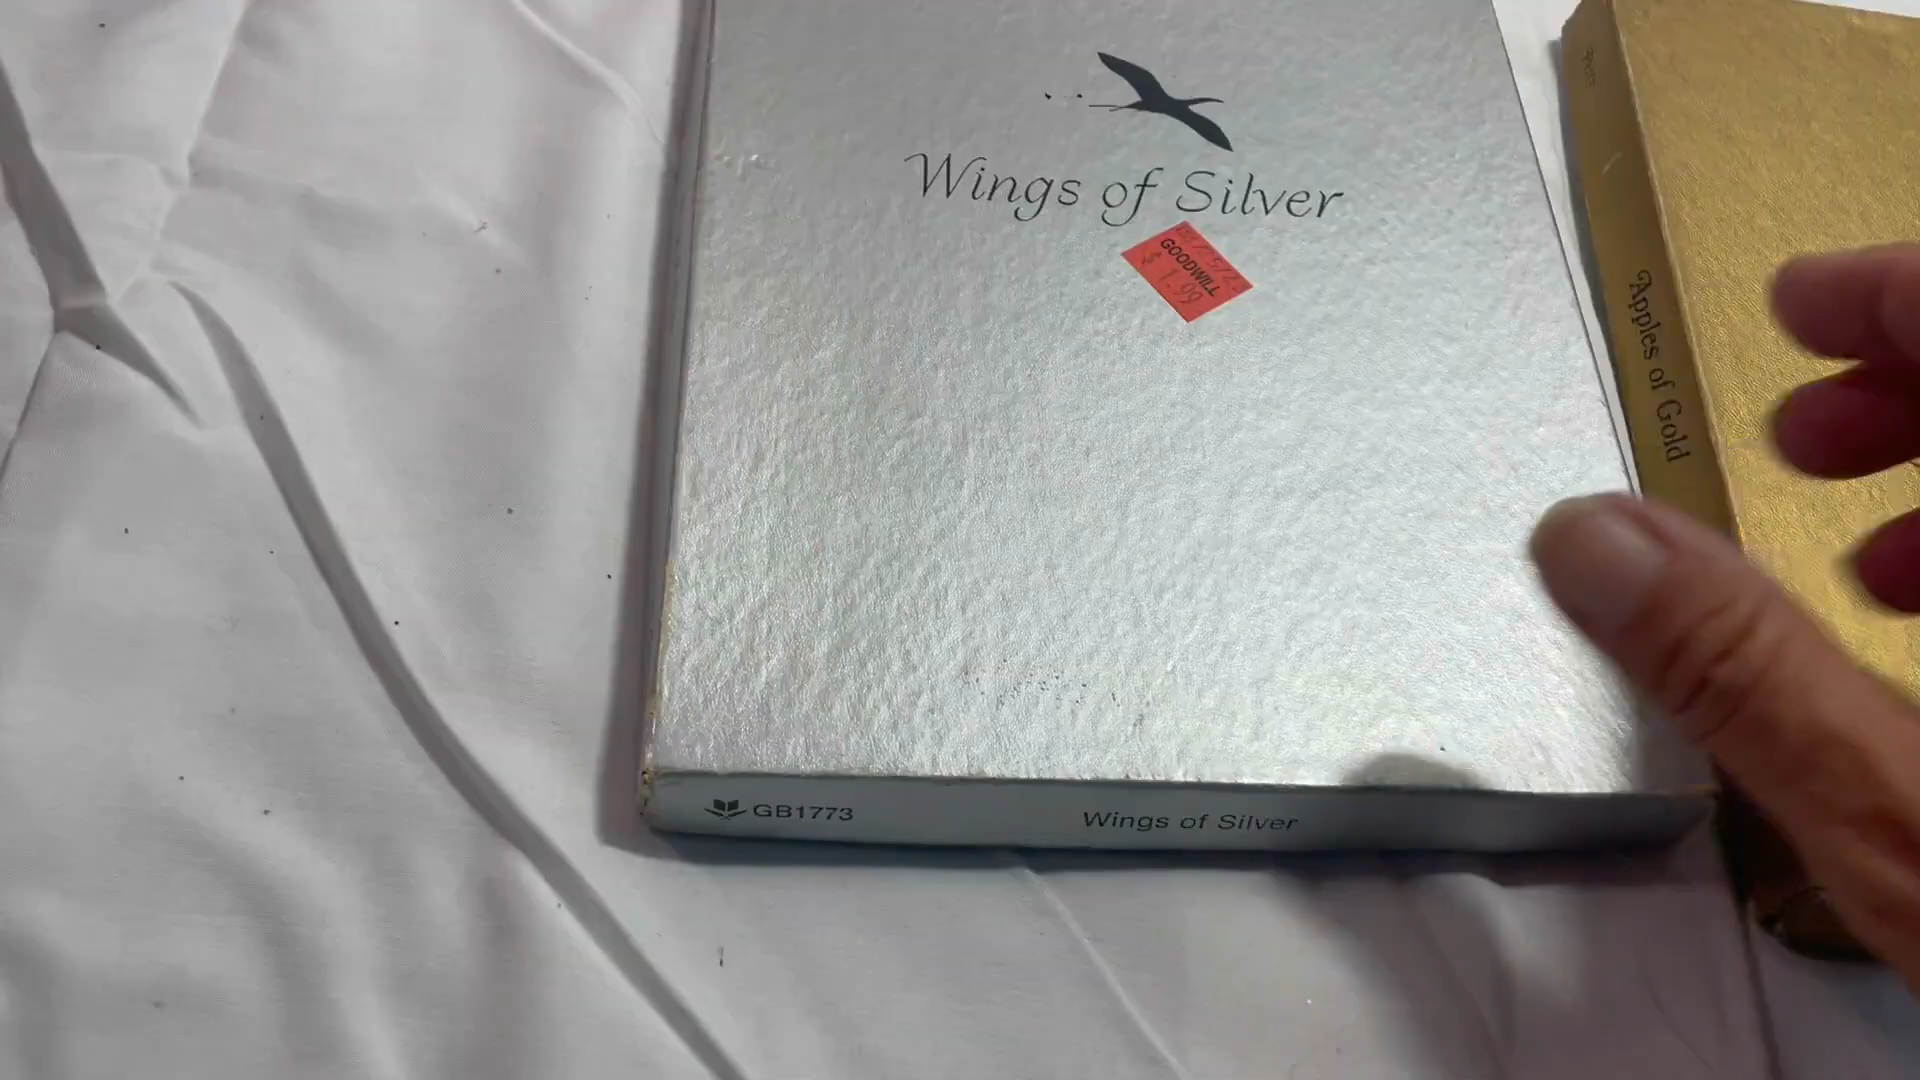 Wings of Silver
GOODWILL
$1.99
GB1773
Wings of Silver
Apples of Gold